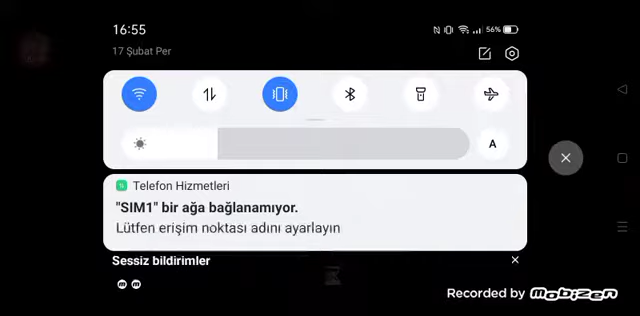 16:55
56%
17 Şubat Per
A
Telefon Hizmetleri
"SIM1" bir ağa bağlanamıyor.
Lütfen erişim noktası adını ayarlayın
Sessiz bildirimler
Recorded by mobizen